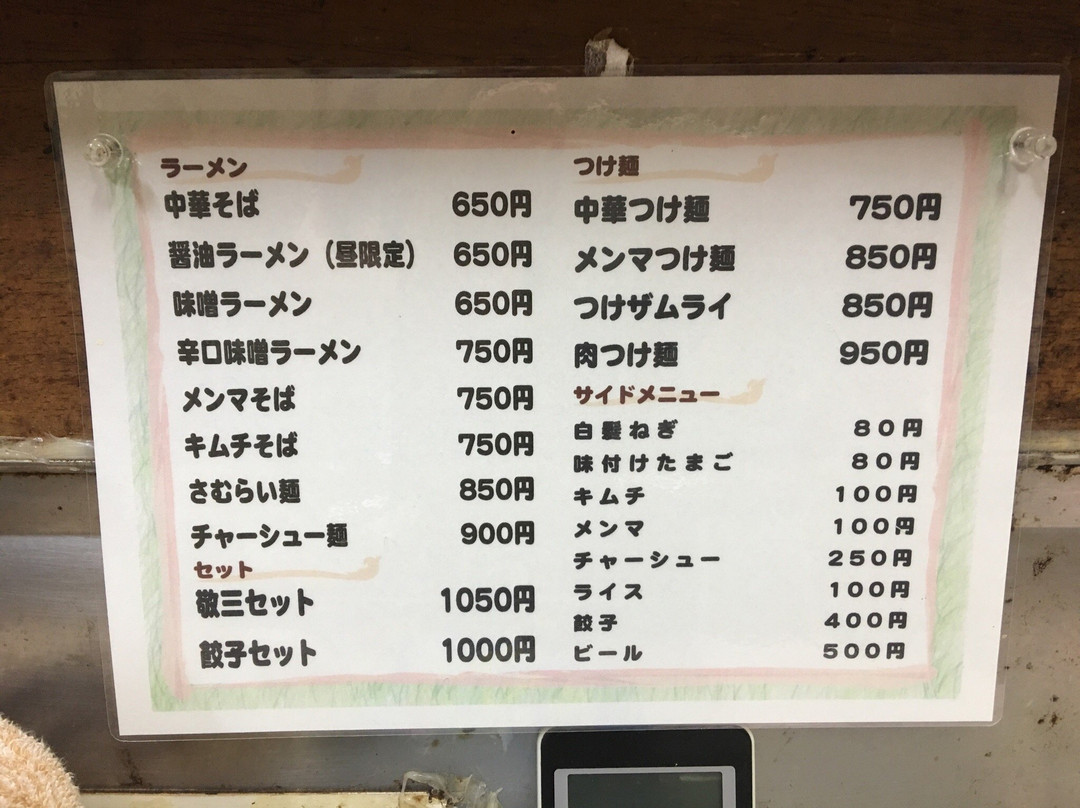 ラーメン
中華そば 650円
醤油ラーメン（昼限定） 650円
味噌ラーメン 650円
辛口味噌ラーメン 750円
メンマそば 750円
キムチそば 750円
さむらい麺 850円
チャーシュー麺 900円
セット
敬三セット 1050円
餃子セット 1000円
つけ麺
中華つけ麺 750円
メンマつけ麺 850円
つけザムライ 850円
肉つけ麺 950円
サイドメニュー
白髪ねぎ 80円
味付けたまご 80円
キムチ 100円
メンマ 100円
チャーシュー 250円
ライス 100円
餃子 400円
ビール 500円